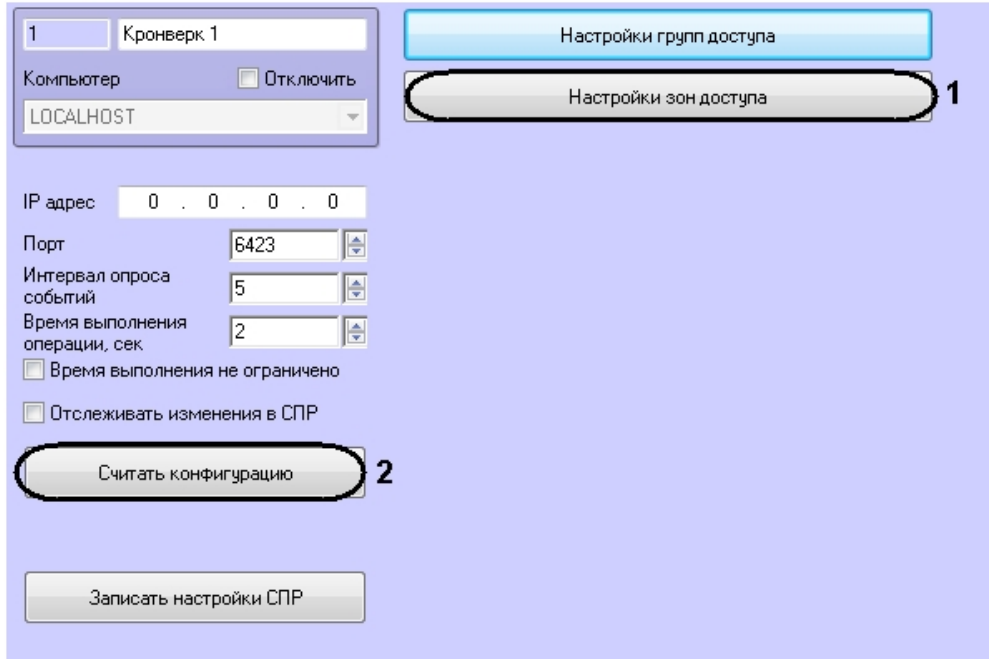 1 Кронверк 1
Компьютер Отключить
LOCALHOST
Настройки групп доступа
Настройки зон доступа 1
IP адрес 0 . 0 . 0 . 0
Порт 6423
Интервал опроса
событий 5
Время выполнения
операции, сек 2
Время выполнения не ограничено
Отслеживать изменения в СПР
Считать конфигурацию 2
Записать настройки СПР